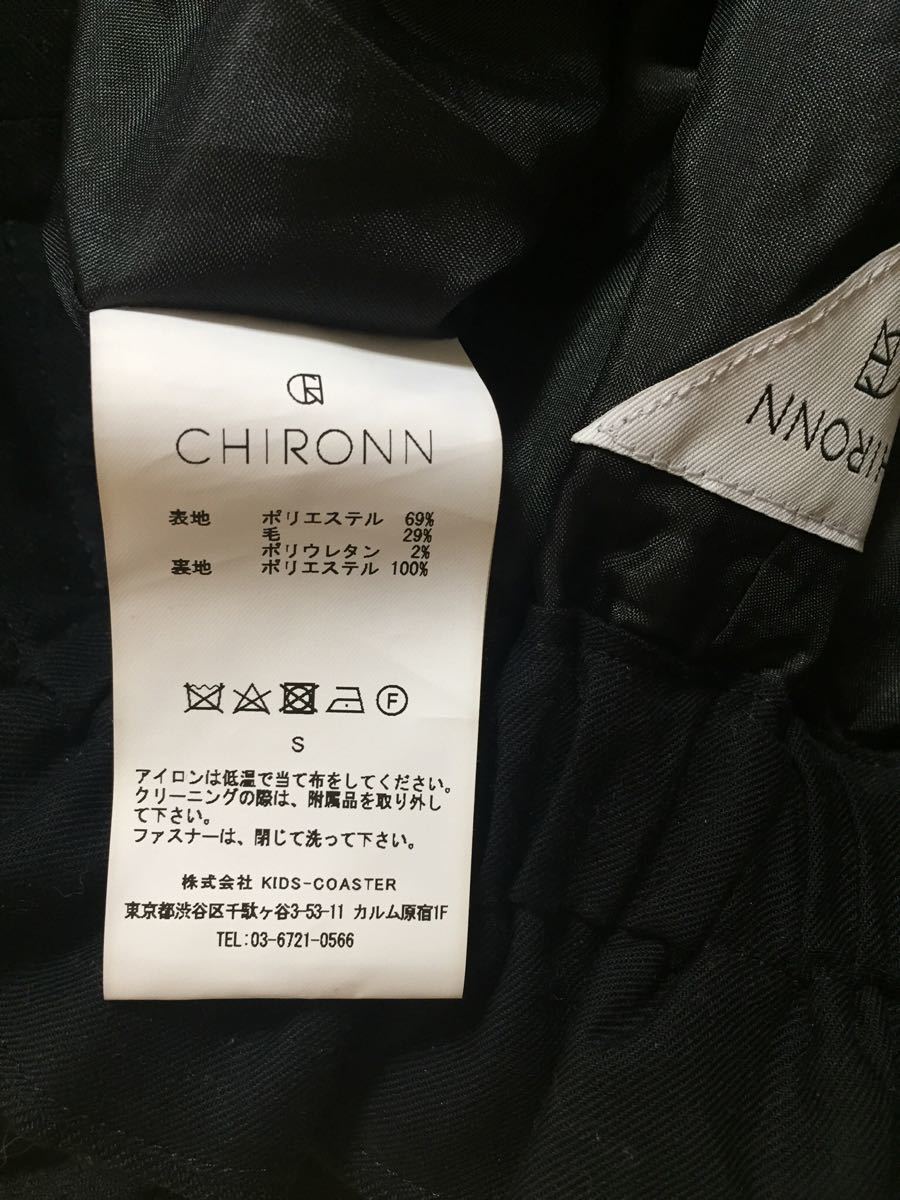 CHIRONN
表地 ポリエステル 69%
毛 29%
ポリウレタン 2%
裏地 ポリエステル 100%
F
S
アイロンは低温で当て布をしてください。
クリーニングの際は、附属品を取り外し
て下さい。
ファスナーは、閉じて洗って下さい。
株式会社 KIDS-COASTER
東京都渋谷区千駄ヶ谷3-53-11 カルム原宿1F
TEL:03-6721-0566
CHIRONN